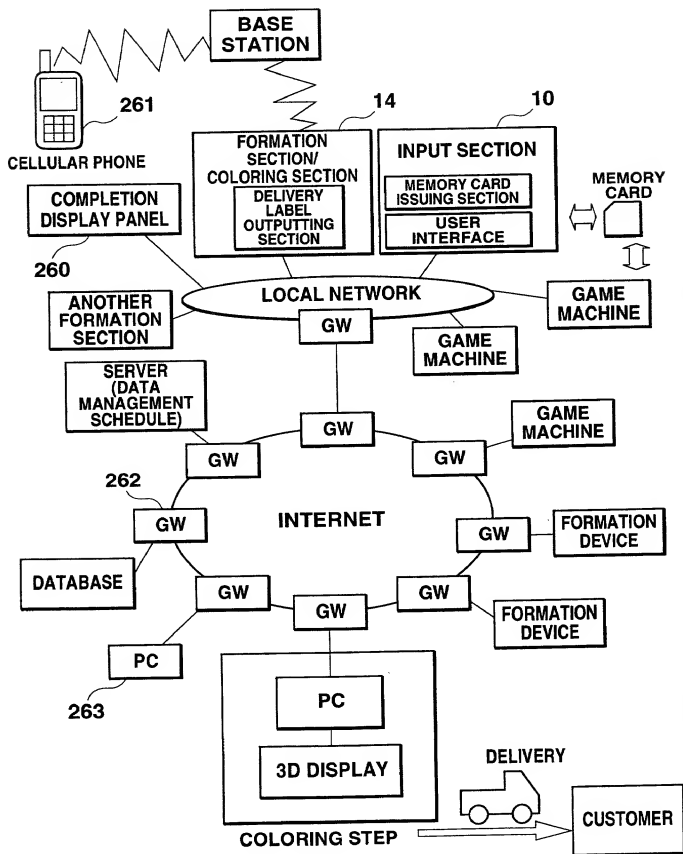 BASE
STATION
261
CELLULAR PHONE
14
10
FORMATION
SECTION/
COLORING SECTION
DELIVERY
LABEL
OUTPUTTING
SECTION
INPUT SECTION
MEMORY CARD
ISSUING SECTION
USER
INTERFACE
MEMORY
CARD
COMPLETION
DISPLAY PANEL
260
LOCAL NETWORK
GW
ANOTHER
FORMATION
SECTION
GAME
MACHINE
GAME
MACHINE
SERVER
(DATA
MANAGEMENT
SCHEDULE)
GW
GW
GW
GAME
MACHINE
262
GW
INTERNET
GW
FORMATION
DEVICE
DATABASE
GW
GW
GW
FORMATION
DEVICE
PC
263
PC
3D DISPLAY
COLORING STEP
DELIVERY
CUSTOMER